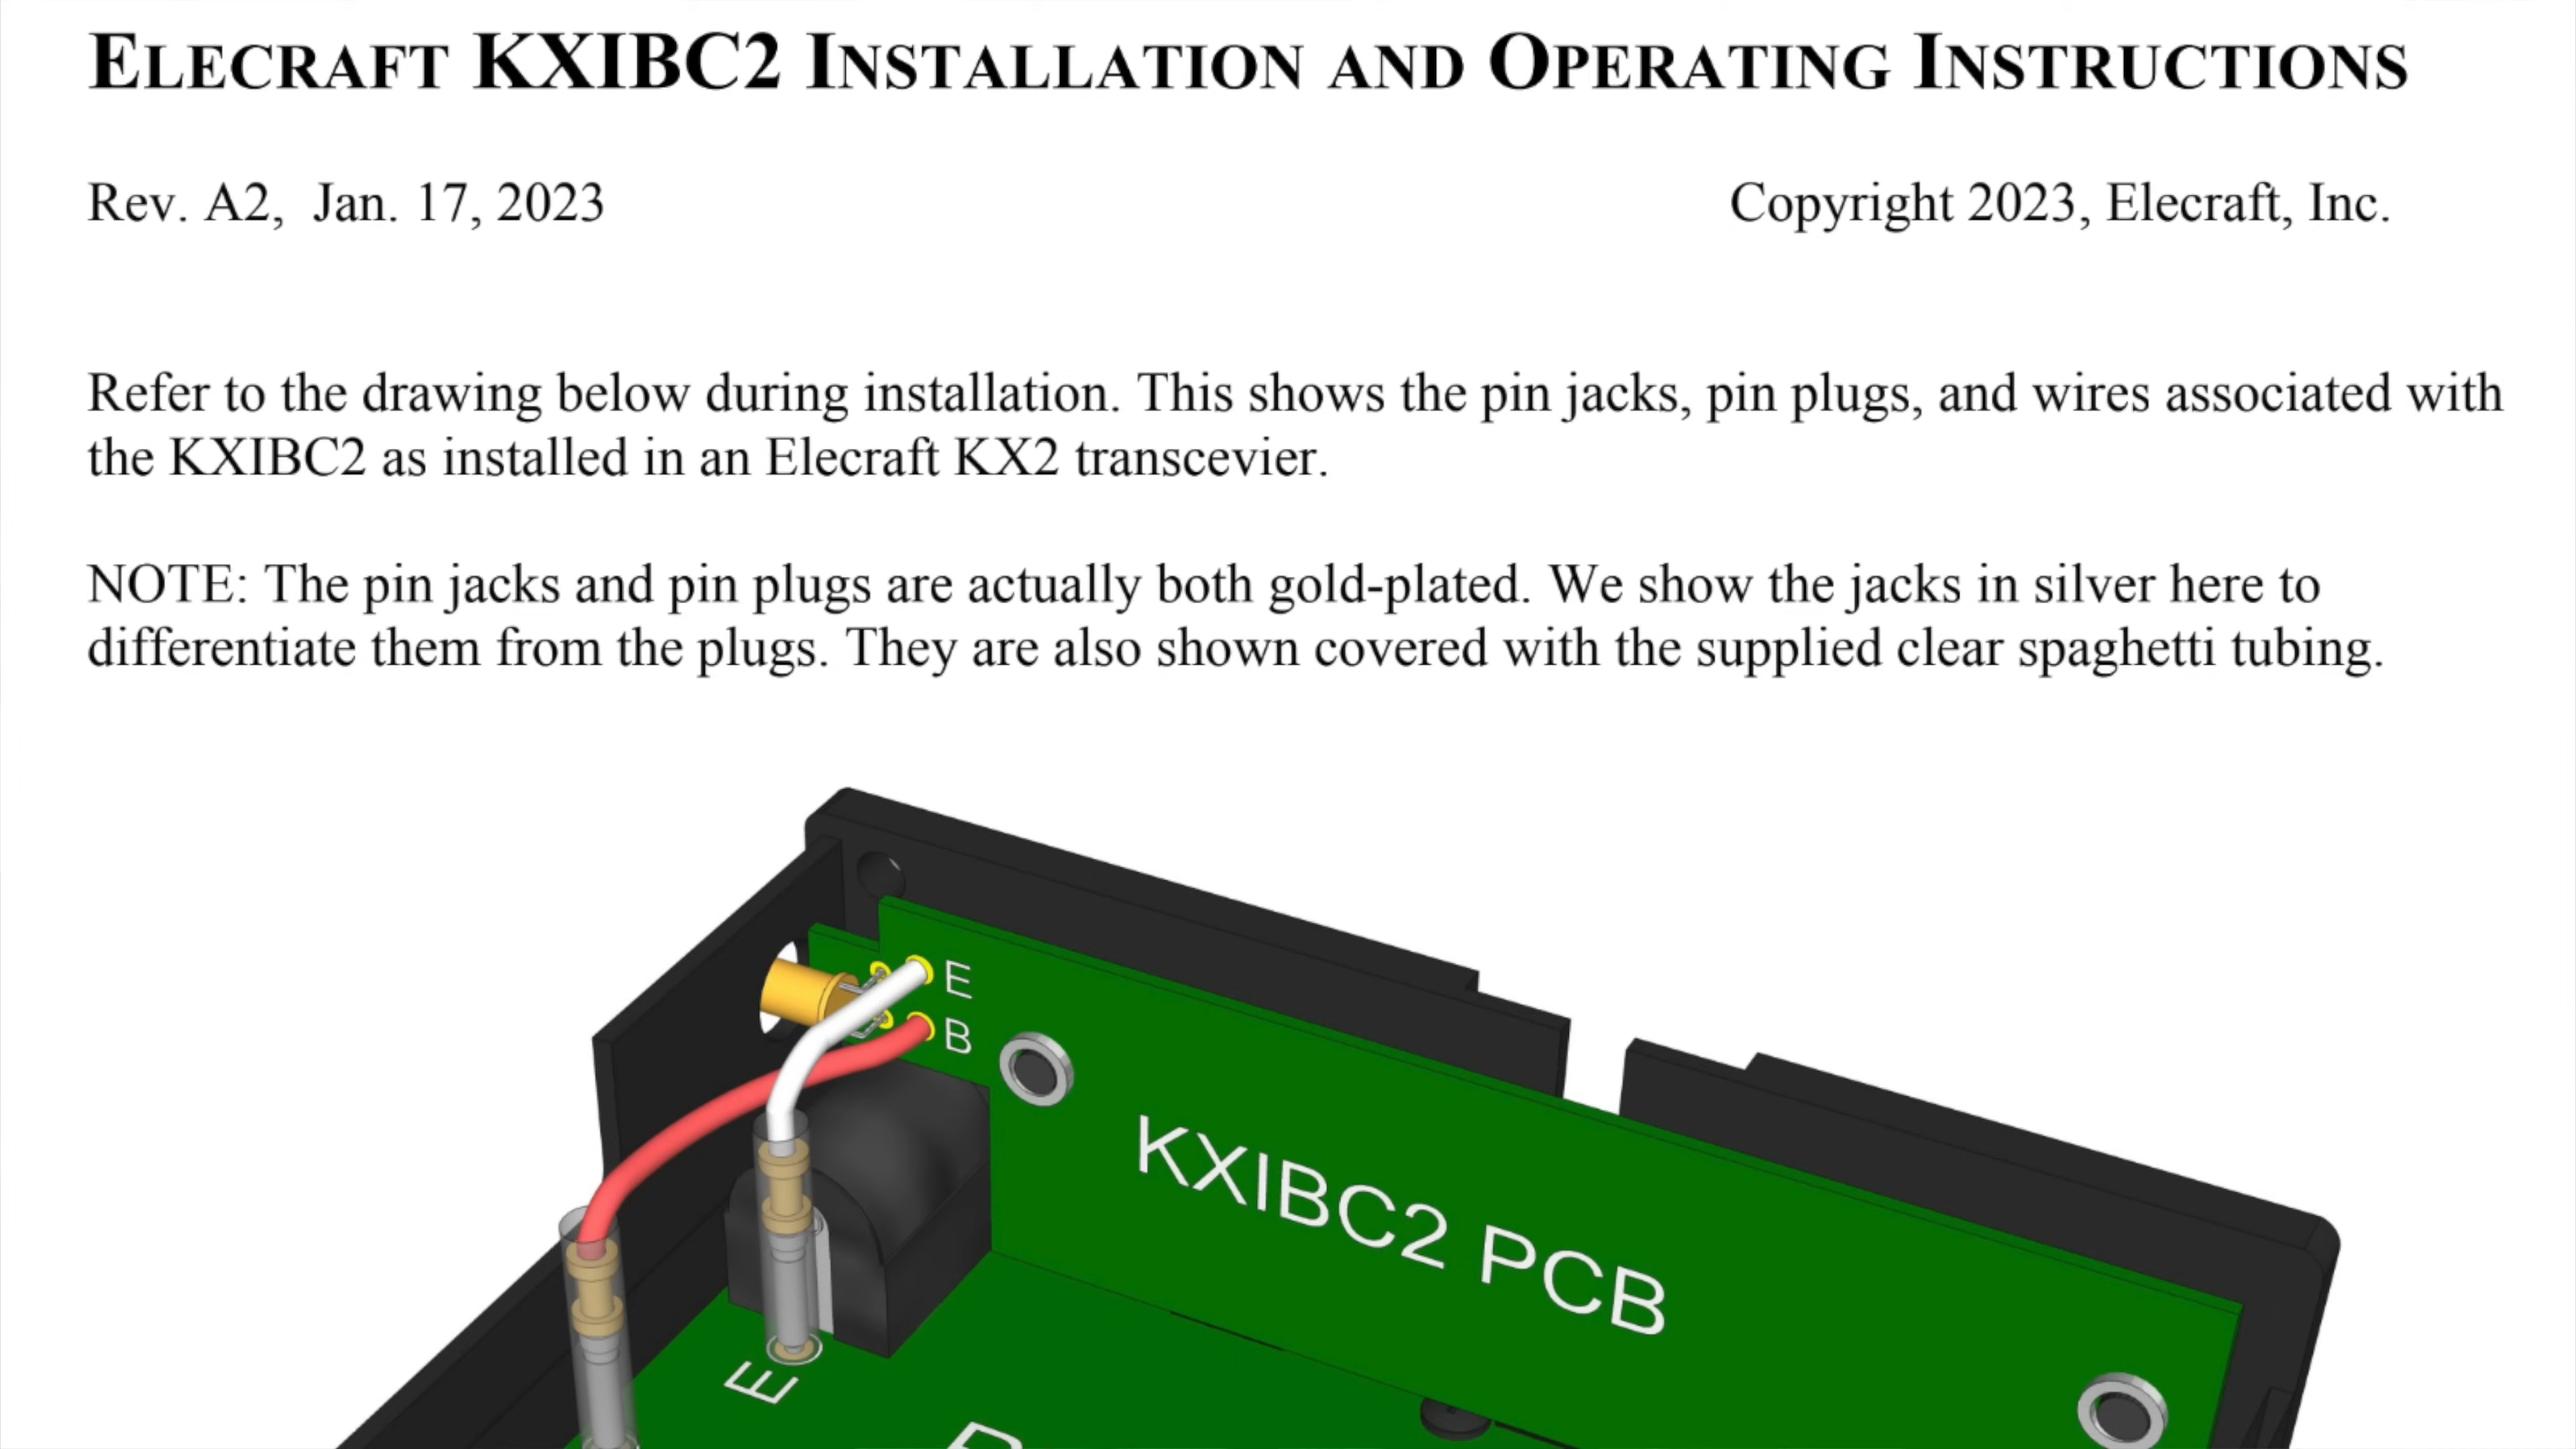 ELECRAFT KXIBC2 INSTALLATION AND OPERATING INSTRUCTIONS
Rev. A2, Jan. 17, 2023
Copyright 2023, Elecraft, Inc.
Refer to the drawing below during installation. This shows the pin jacks, pin plugs, and wires associated with
the KXIBC2 as installed in an Elecraft KX2 transcevier.
NOTE: The pin jacks and pin plugs are actually both gold-plated. We show the jacks in silver here to
differentiate them from the plugs. They are also shown covered with the supplied clear spaghetti tubing.
E
B
KXIBC2 PCB
E